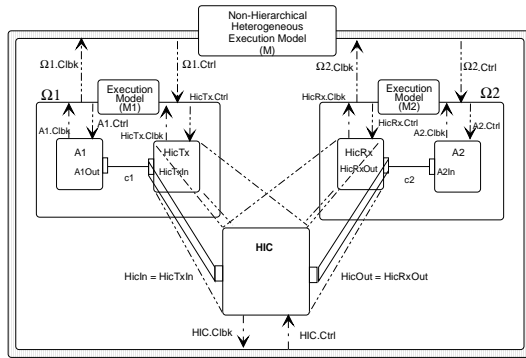 Non-Hierarchical
Heterogeneous
Execution Model
(M)
Ω1.Clbk
Ω1.Ctrl
Ω2.Clbk
Ω2.Ctrl
Ω1
Execution
Model
(M1)
HicTx.Ctrl
HicRx.Clbk
Execution
Model
(M2)
Ω2
A1.Clbk
A1.Ctrl
HicTx.Clbk
HicRx.Ctrl
A2.Clbk
A2.Ctrl
A1
A1Out
c1
HicTx
HicTxIn
HicRx
HicRxOut
c2
A2
A2In
HIC
HicIn = HicTxIn
HicOut = HicRxOut
HIC.Clbk
HIC.Ctrl